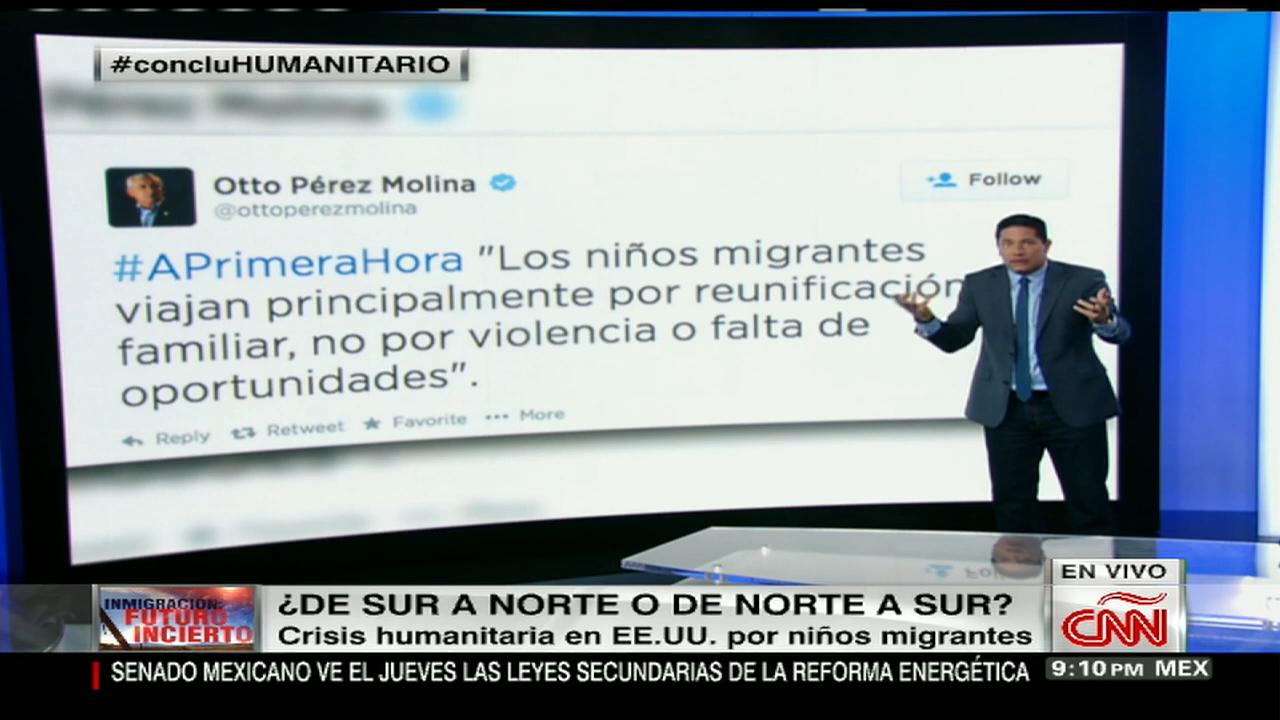 #concluHUMANITARIO
Otto Pérez Molina
@ottoperezmolina
Follow
#APrimeraHora "Los niños migrantes
viajan principalmente por reunificación
familiar, no por violencia o falta de
oportunidades".
Reply Retweet Favorite More
EN VIVO
INMIGRACIÓN:
FUTURO
INCIERTO
¿DE SUR A NORTE O DE NORTE A SUR?
Crisis humanitaria en EE.UU. por niños migrantes
CNN
SENADO MEXICANO VE EL JUEVES LAS LEYES SECUNDARIAS DE LA REFORMA ENERGÉTICA
9:10 PM MEX